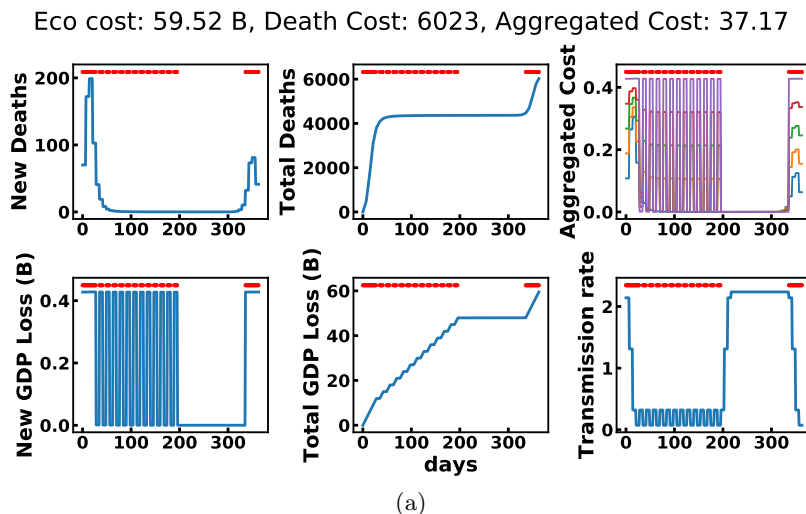 Eco cost: 59.52 B, Death Cost: 6023, Aggregated Cost: 37.17
New Deaths
200
100
0
0 100 200 300
Total Deaths
6000
4000
2000
0
0 100 200 300
Aggregated Cost
0.4
0.2
0.0
0 100 200 300
New GDP Loss (B)
0.4
0.2
0.0
0 100 200 300
Total GDP Loss (B)
60
40
20
0
0 100 200 300
days
Transmission rate
2
1
0
0 100 200 300
(a)